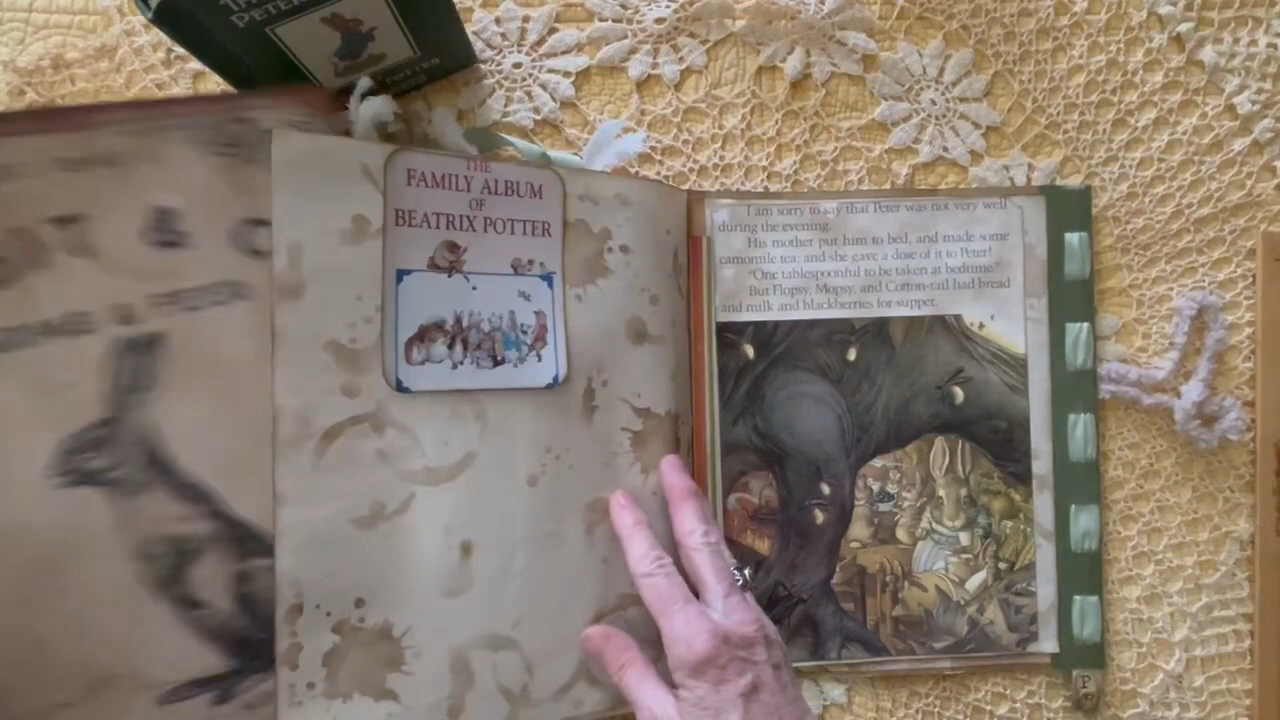 PETER
POTTER
THE
FAMILY ALBUM
OF
BEATRIX POTTER
I am sorry to say that Peter was not very well
during the evening.
His mother put him to bed, and made some
camomile tea; and she gave a dose of it to Peter!
"One tablespoonful to be taken at bedtime."
But Flopsy, Mopsy, and Cotton-tail had bread
and milk and blackberries for supper.
&
P